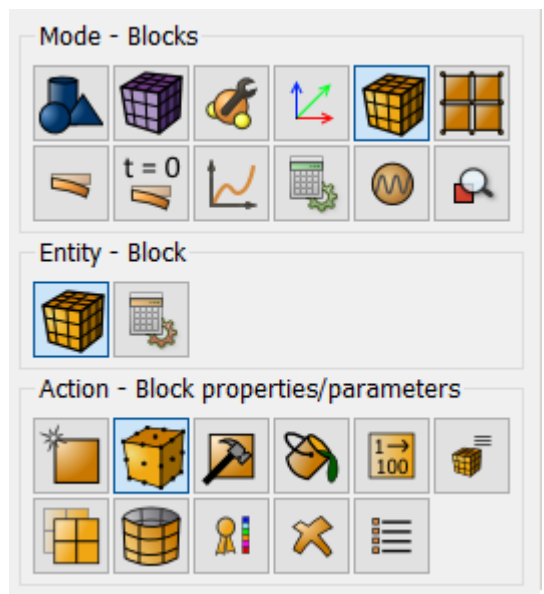 Mode - Blocks
t = 0
Entity - Block
Action - Block properties/parameters
1→
100